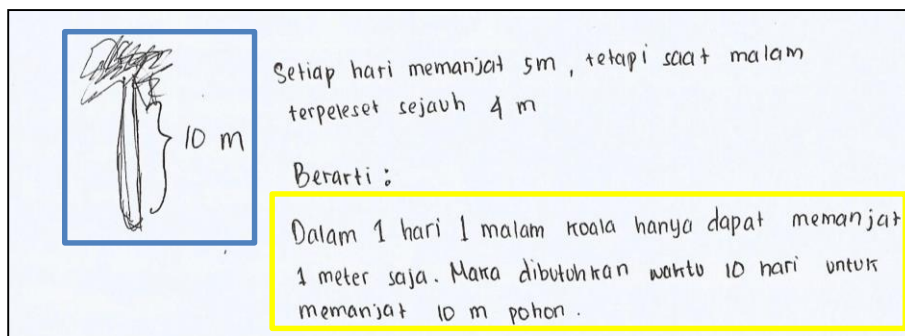 10 m
Setiap hari memanjat 5m, tetapi saat malam
terpeleset sejauh 4 m
Berarti :
Dalam 1 hari 1 malam koala hanya dapat memanjat
1 meter saja. Maka dibutuhkan waktu 10 hari untuk
memanjat 10 m pohon.